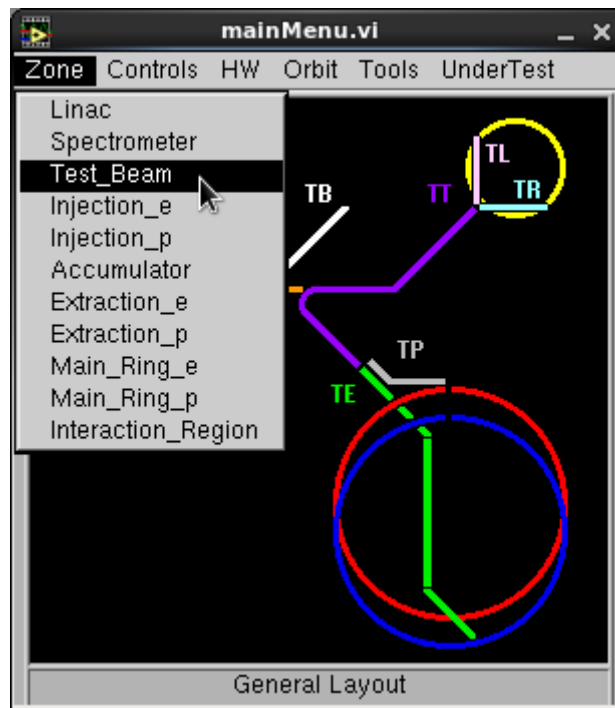 mainMenu.vi
Zone Controls HW Orbit Tools UnderTest
Linac
Spectrometer
Test_Beam
Injection_e
Injection_p
Accumulator
Extraction_e
Extraction_p
Main_Ring_e
Main_Ring_p
Interaction_Region
TL
TB TT TR
TP
TE
General Layout